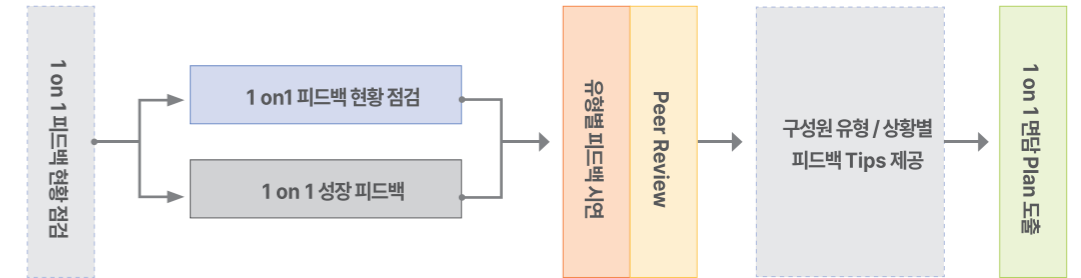 1 on 1 피드백 현황 점검
1 on1 피드백 현황 점검
1 on 1 성장 피드백
유형별 피드백 시연
Peer Review
구성원 유형 / 상황별
피드백 Tips 제공
1 on 1 면담 Plan 도출